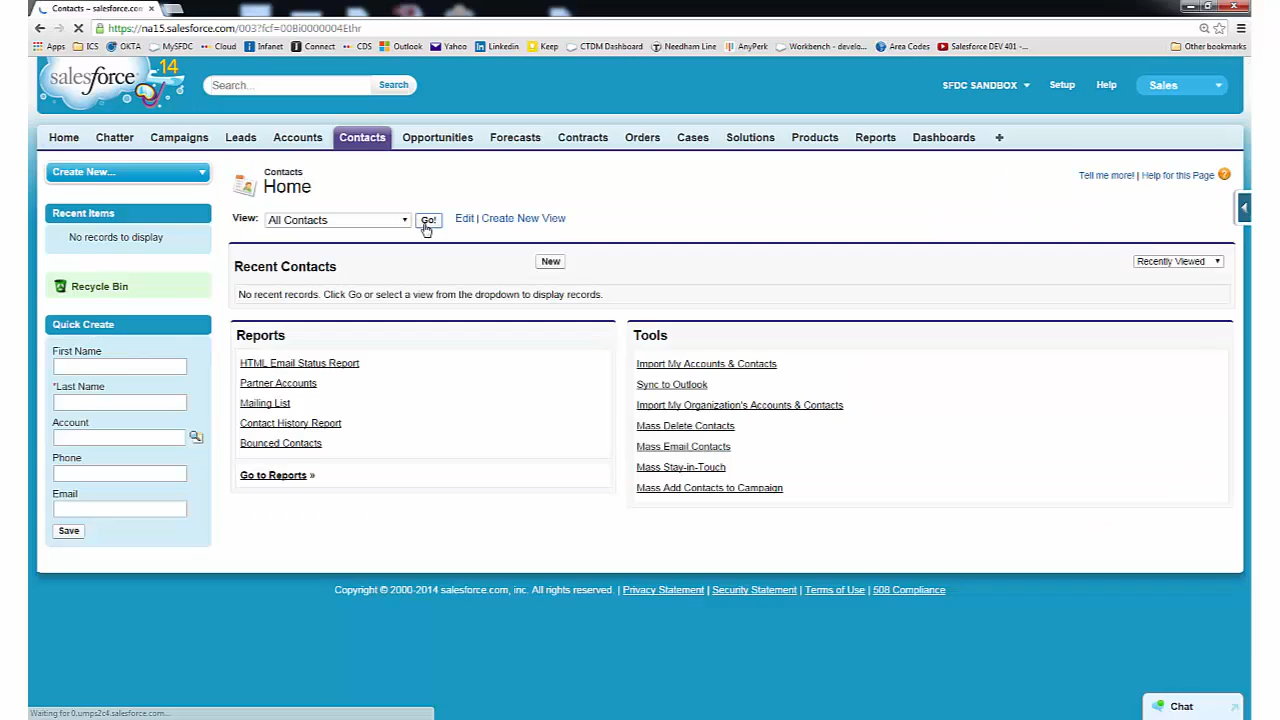 Contacts – salesforce.com
https://na15.salesforce.com/003?fcf=00Bi0000004Ethr
Apps ICS OKTA MySFDC Cloud Infanet Connect CDS Outlook Yahoo Linkedin Keep CTDM Dashboard Needham Line AnyPerk Workbench - develo... Area Codes Salesforce DEV 401 -... Other bookmarks
salesforce 14
Search... Search
SFDC SANDBOX Setup Help Sales
Home Chatter Campaigns Leads Accounts Contacts Opportunities Forecasts Contracts Orders Cases Solutions Products Reports Dashboards +
Create New...
Contacts
Home
Tell me more! | Help for this Page ?
Recent Items
No records to display
View: All Contacts Go! Edit | Create New View
Recent Contacts New Recently Viewed
No recent records. Click Go or select a view from the dropdown to display records.
Recycle Bin
Quick Create
First Name
*Last Name
Account
Phone
Email
Save
Reports
HTML Email Status Report
Partner Accounts
Mailing List
Contact History Report
Bounced Contacts
Go to Reports »
Tools
Import My Accounts & Contacts
Sync to Outlook
Import My Organization's Accounts & Contacts
Mass Delete Contacts
Mass Email Contacts
Mass Stay-in-Touch
Mass Add Contacts to Campaign
Copyright © 2000-2014 salesforce.com, inc. All rights reserved. | Privacy Statement | Security Statement | Terms of Use | 508 Compliance
Waiting for 0.umps2c4.salesforce.com...
Chat